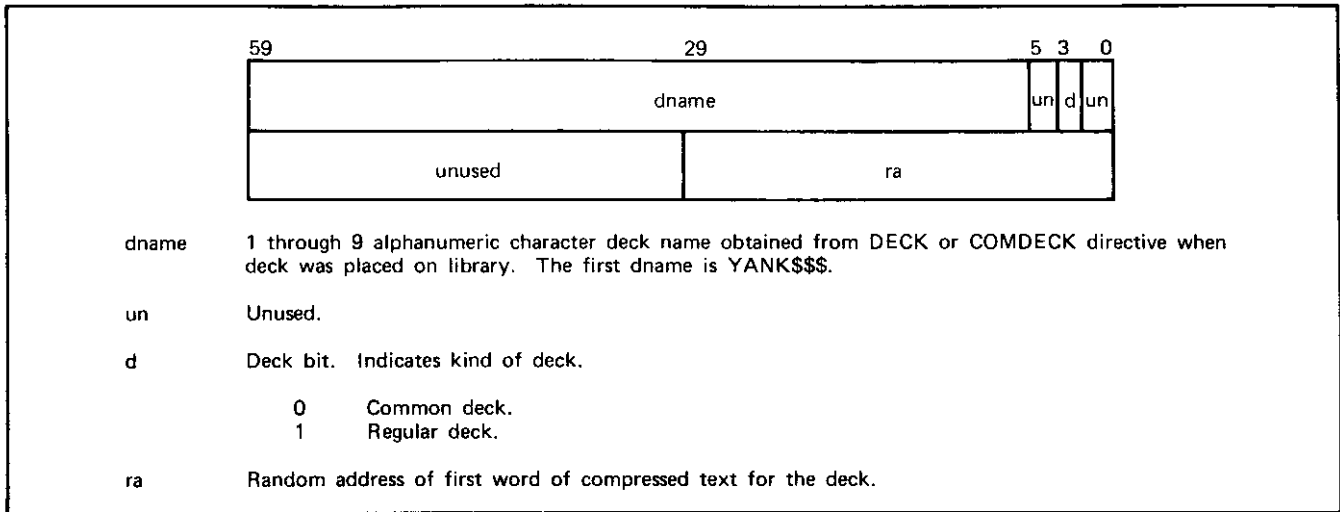 59 29 5 3 0
dname un d un
unused ra
dname 1 through 9 alphanumeric character deck name obtained from DECK or COMDECK directive when
deck was placed on library. The first dname is YANK$$$.
un Unused.
d Deck bit. Indicates kind of deck.
0 Common deck.
1 Regular deck.
ra Random address of first word of compressed text for the deck.